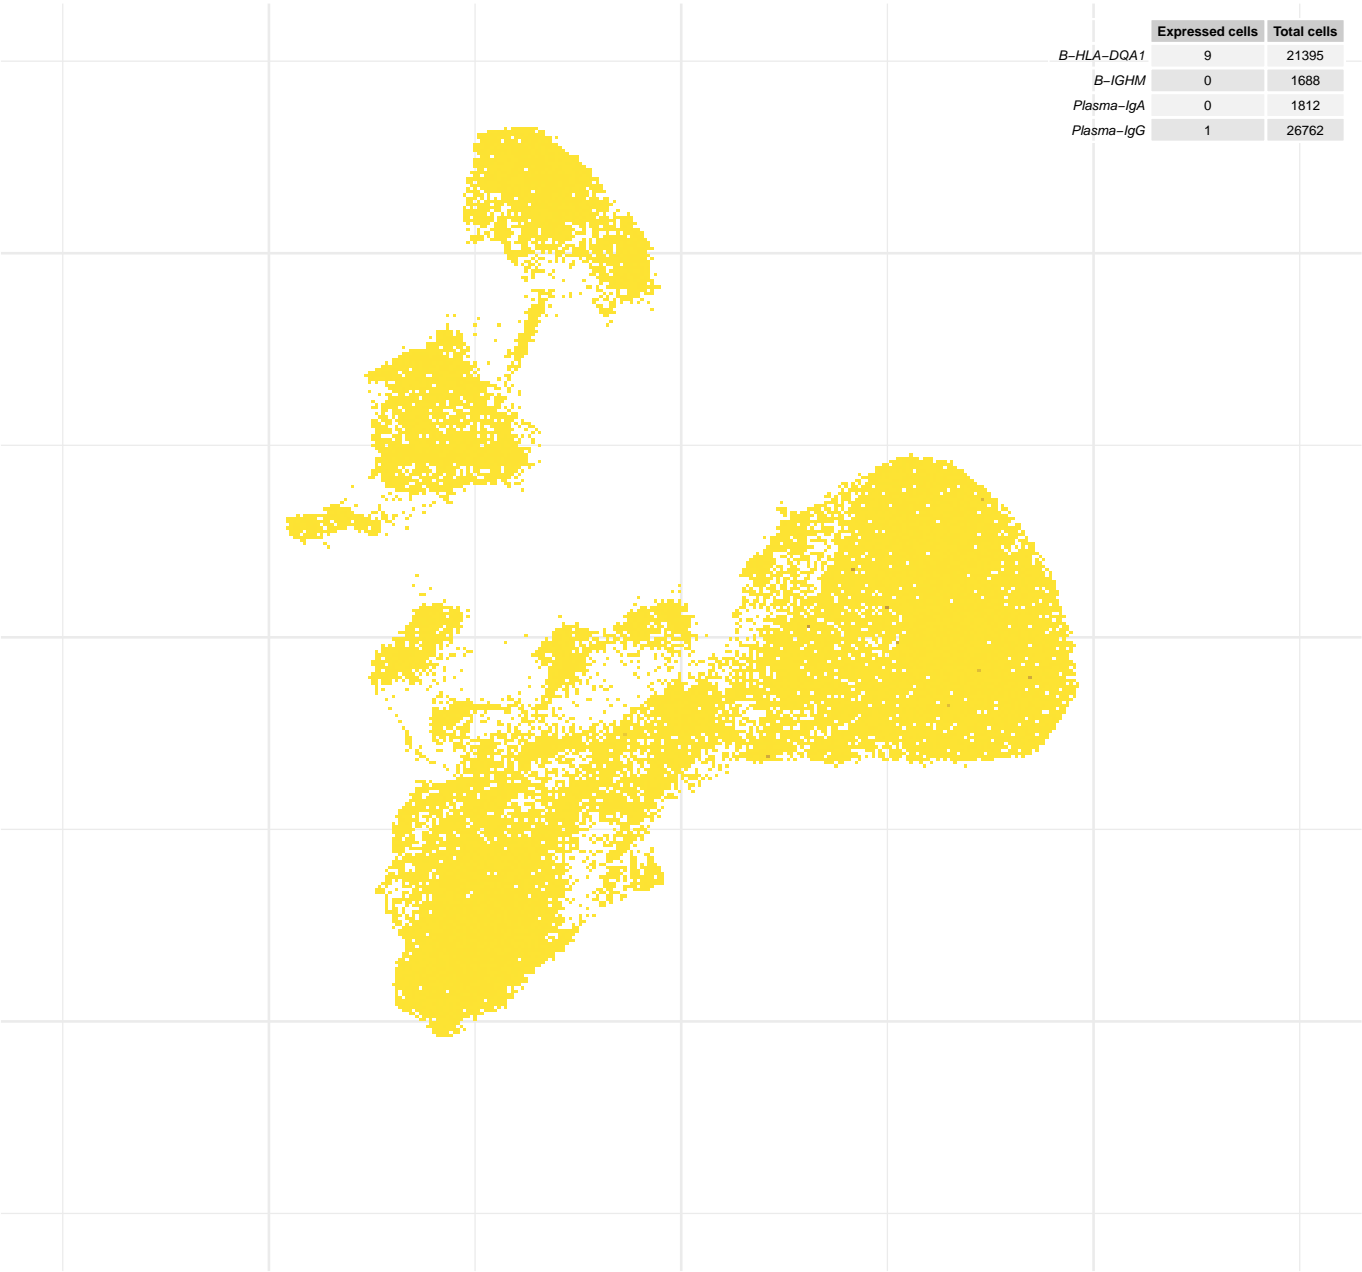 Expressed cells Total cells
B−HLA−DQA1 9 21395
B−IGHM 0 1688
Plasma−IgA 0 1812
Plasma−IgG 1 26762